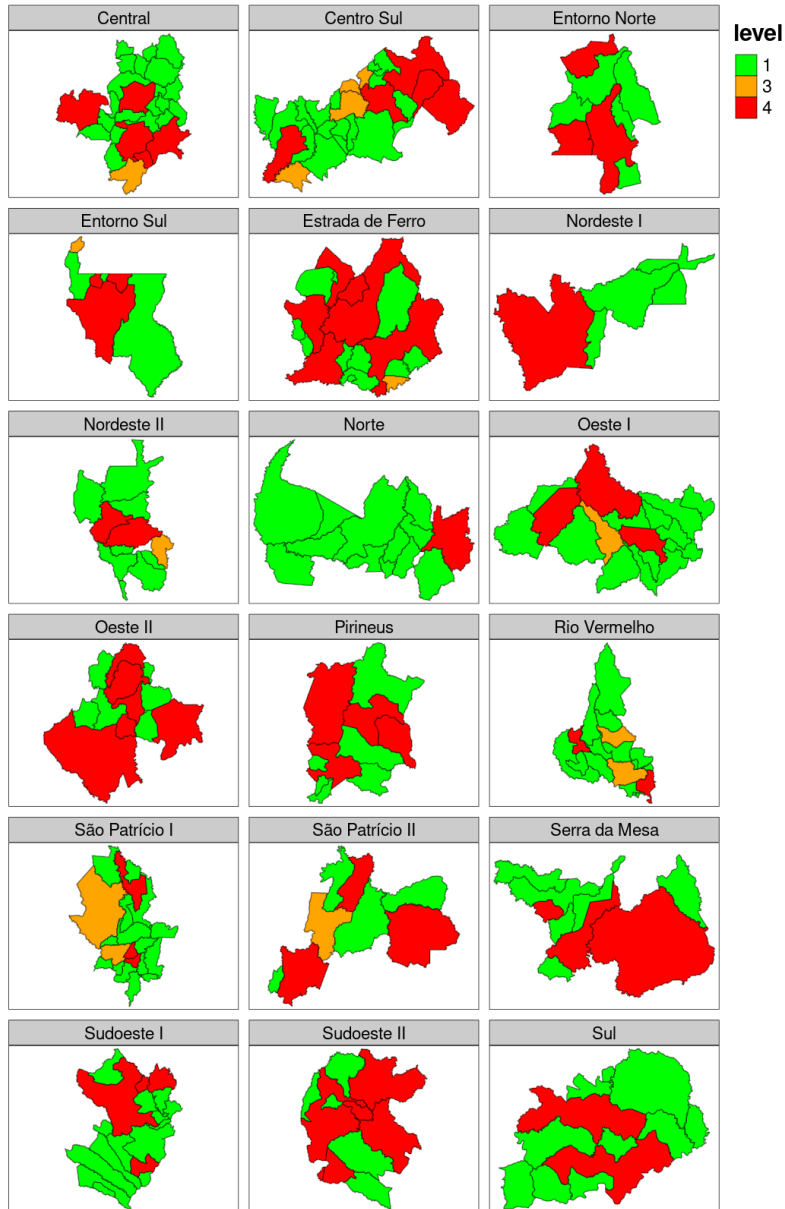 Central
Centro Sul
Entorno Norte
level
1
3
4
Entorno Sul
Estrada de Ferro
Nordeste I
Nordeste II
Norte
Oeste I
Oeste II
Pirineus
Rio Vermelho
São Patrício I
São Patrício II
Serra da Mesa
Sudoeste I
Sudoeste II
Sul